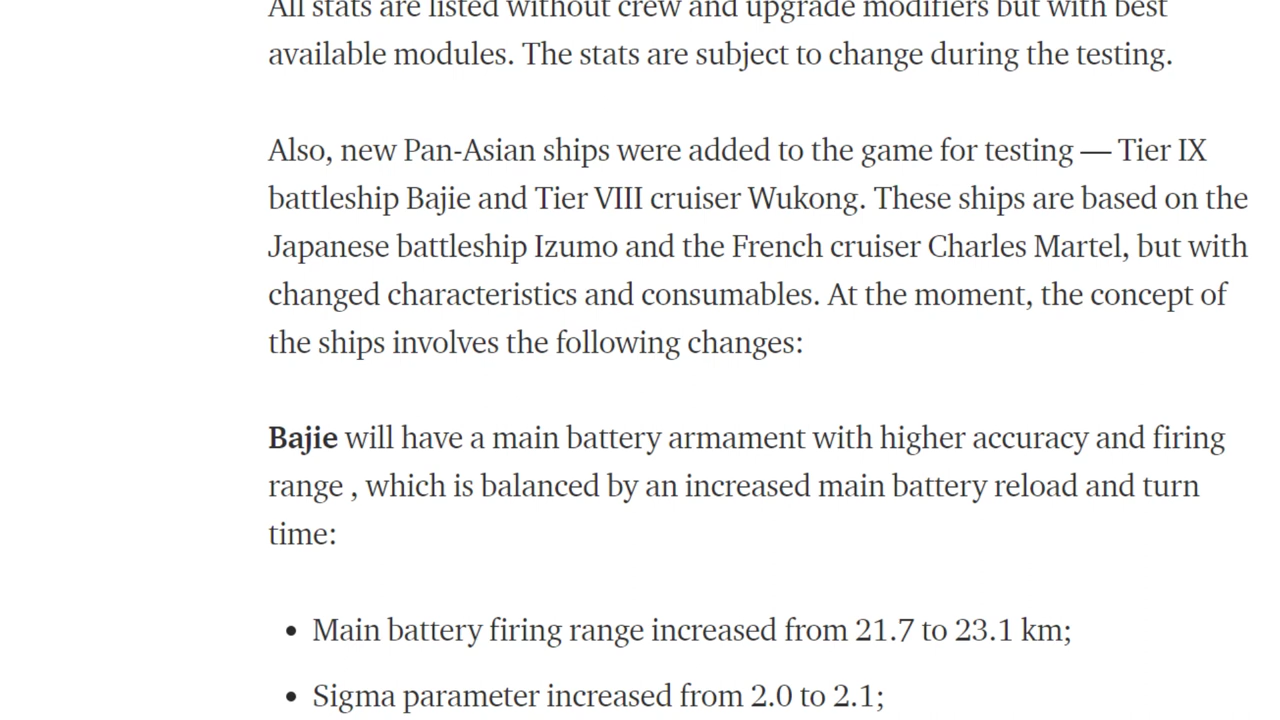 All stats are listed without crew and upgrade modifiers but with best
available modules. The stats are subject to change during the testing.
Also, new Pan-Asian ships were added to the game for testing — Tier IX
battleship Bajie and Tier VIII cruiser Wukong. These ships are based on the
Japanese battleship Izumo and the French cruiser Charles Martel, but with
changed characteristics and consumables. At the moment, the concept of
the ships involves the following changes:
Bajie will have a main battery armament with higher accuracy and firing
range , which is balanced by an increased main battery reload and turn
time:
• Main battery firing range increased from 21.7 to 23.1 km;
• Sigma parameter increased from 2.0 to 2.1;